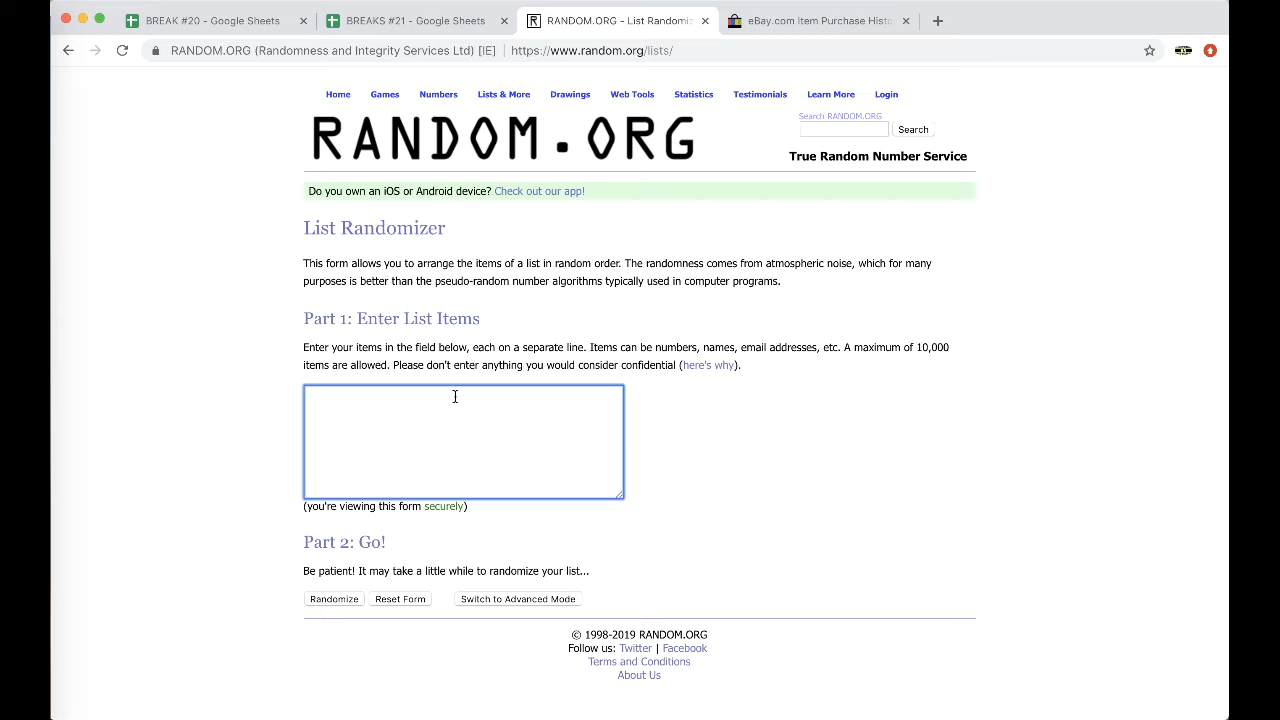 BREAK #20 - Google Sheets
BREAKS #21 - Google Sheets
RANDOM.ORG - List Randomiz
eBay.com Item Purchase Histo
RANDOM.ORG (Randomness and Integrity Services Ltd) [IE]
https://www.random.org/lists/
Home Games Numbers Lists & More Drawings Web Tools Statistics Testimonials Learn More Login
RANDOM.ORG
Search RANDOM.ORG
Search
True Random Number Service
Do you own an iOS or Android device? Check out our app!
List Randomizer
This form allows you to arrange the items of a list in random order. The randomness comes from atmospheric noise, which for many
purposes is better than the pseudo-random number algorithms typically used in computer programs.
Part 1: Enter List Items
Enter your items in the field below, each on a separate line. Items can be numbers, names, email addresses, etc. A maximum of 10,000
items are allowed. Please don't enter anything you would consider confidential (here's why).
(you're viewing this form securely)
Part 2: Go!
Be patient! It may take a little while to randomize your list...
Randomize Reset Form Switch to Advanced Mode
© 1998-2019 RANDOM.ORG
Follow us: Twitter | Facebook
Terms and Conditions
About Us